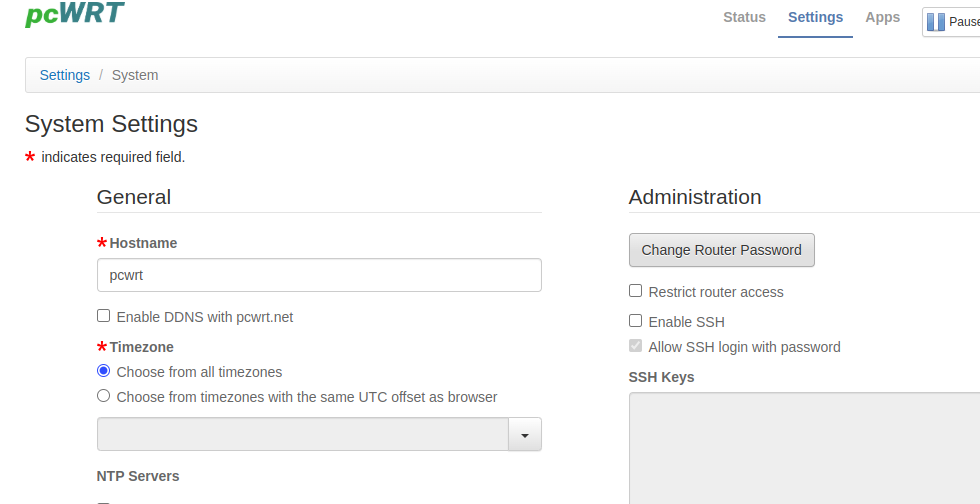 pcWRT
Status Settings Apps Pause
Settings / System
System Settings
* indicates required field.
General
* Hostname
pcwrt
Enable DDNS with pcwrt.net
* Timezone
Choose from all timezones
Choose from timezones with the same UTC offset as browser
NTP Servers
Administration
Change Router Password
Restrict router access
Enable SSH
Allow SSH login with password
SSH Keys